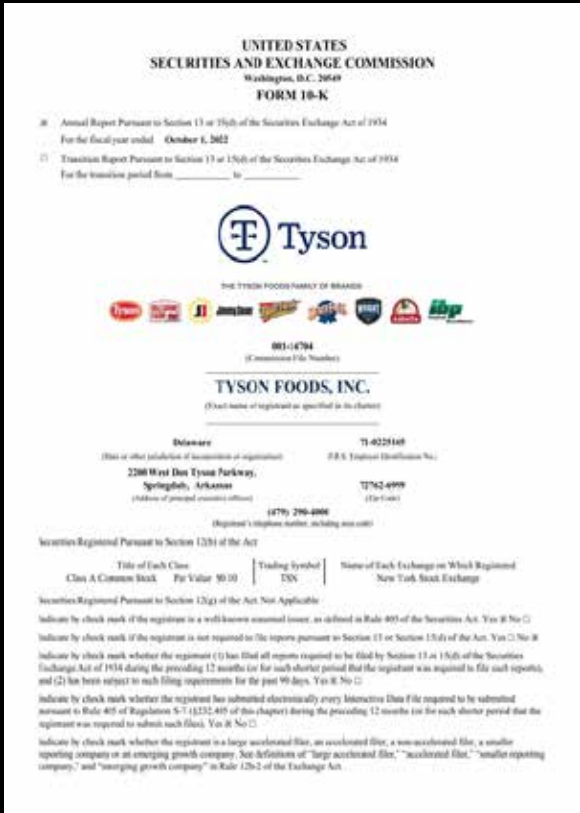 UNITED STATES
SECURITIES AND EXCHANGE COMMISSION
Washington, D.C. 20549
FORM 10-K
Annual Report Pursuant to Section 13 or 15(d) of the Securities Exchange Act of 1934
For the fiscal year ended October 1, 2022
Transition Report Pursuant to Section 13 or 15(d) of the Securities Exchange Act of 1934
For the transition period from to
Tyson
THE TYSON FOODS FAMILY OF BRANDS
Tyson Jimmy Dean WRIGHT ibp
001-14704
(Commission File Number)
TYSON FOODS, INC.
(Exact name of registrant as specified in its charter)
Delaware 71-0225165
(State or other jurisdiction of incorporation or organization) (I.R.S. Employer Identification No.)
2200 West Don Tyson Parkway,
Springdale, Arkansas 72762-6999
(Address of principal executive offices) (Zip Code)
(479) 290-4000
(Registrant's telephone number, including area code)
Securities Registered Pursuant to Section 12(b) of the Act:
Title of Each Class Trading Symbol Name of Each Exchange on Which Registered
Class A Common Stock Par Value $0.10 TSN New York Stock Exchange
Securities Registered Pursuant to Section 12(g) of the Act: Not Applicable
Indicate by check mark if the registrant is a well-known seasoned issuer, as defined in Rule 405 of the Securities Act. Yes ☒ No ☐
Indicate by check mark if the registrant is not required to file reports pursuant to Section 13 or Section 15(d) of the Act. Yes ☐ No ☒
Indicate by check mark whether the registrant (1) has filed all reports required to be filed by Section 13 or 15(d) of the Securities
Exchange Act of 1934 during the preceding 12 months (or for such shorter period that the registrant was required to file such reports),
and (2) has been subject to such filing requirements for the past 90 days. Yes ☒ No ☐
Indicate by check mark whether the registrant has submitted electronically every Interactive Data File required to be submitted
pursuant to Rule 405 of Regulation S-T (§232.405 of this chapter) during the preceding 12 months (or for such shorter period that the
registrant was required to submit such files). Yes ☒ No ☐
Indicate by check mark whether the registrant is a large accelerated filer, an accelerated filer, a non-accelerated filer, a smaller
reporting company or an emerging growth company. See definitions of "large accelerated filer," "accelerated filer," "smaller reporting
company," and "emerging growth company" in Rule 12b-2 of the Exchange Act.